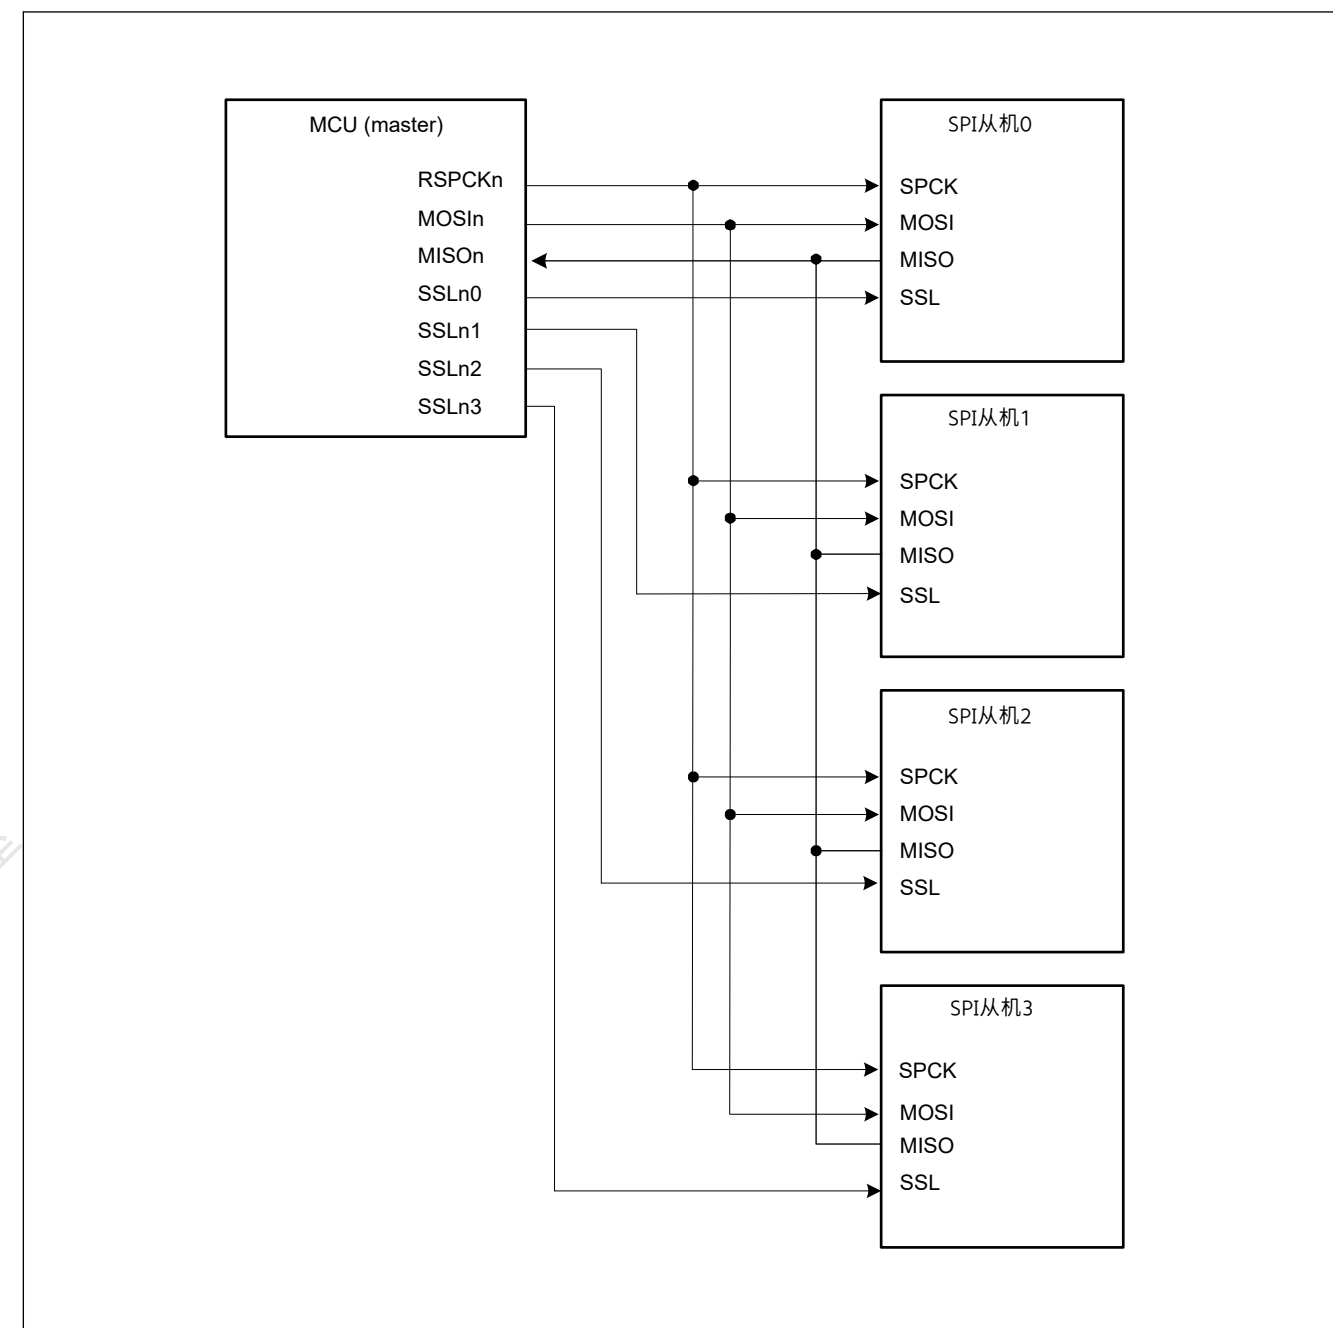 MCU (master)
RSPCKn
MOSIn
MISOn
SSLn0
SSLn1
SSLn2
SSLn3
SPI从机0
SPCK
MOSI
MISO
SSL
SPI从机1
SPCK
MOSI
MISO
SSL
SPI从机2
SPCK
MOSI
MISO
SSL
SPI从机3
SPCK
MOSI
MISO
SSL